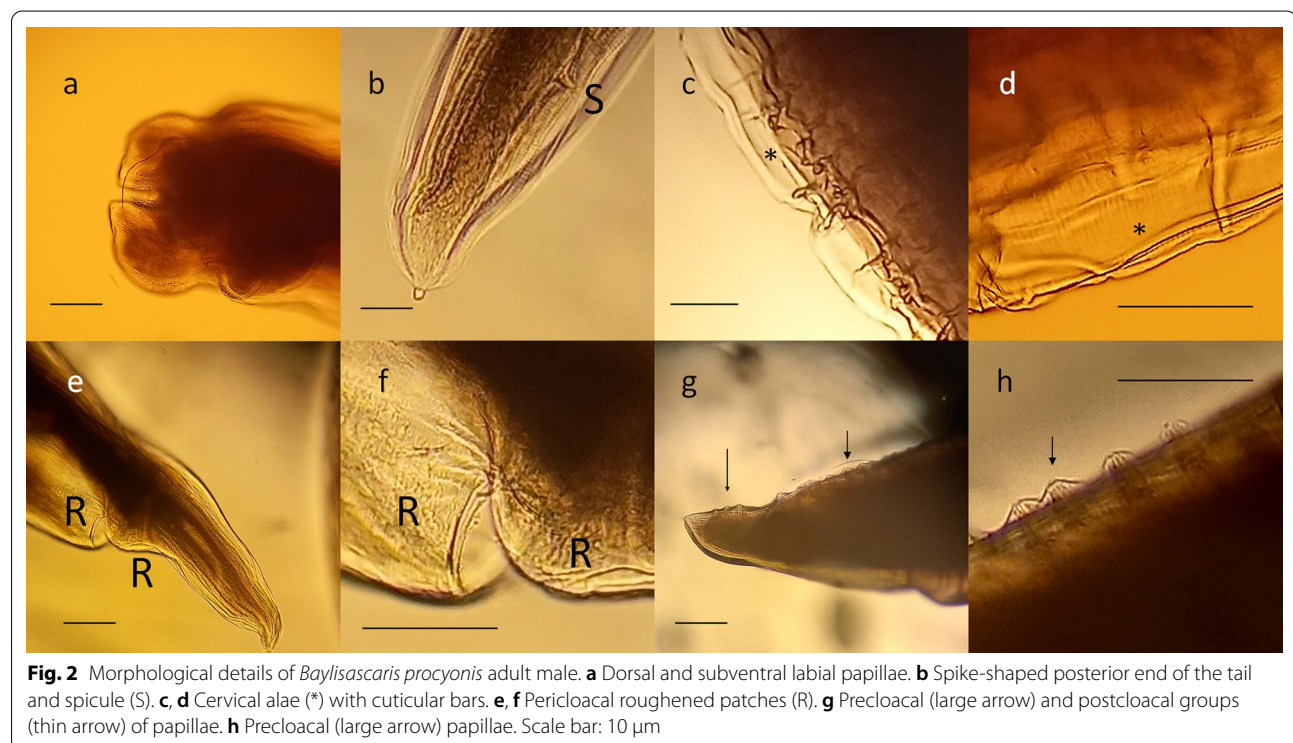 a
b
S
c
*
d
*
e
R
R
f
R
R
g
h
Fig. 2 Morphological details of Baylisascaris procyonis adult male. a Dorsal and subventral labial papillae. b Spike-shaped posterior end of the tail
and spicule (S). c, d Cervical alae (*) with cuticular bars. e, f Pericloacal roughened patches (R). g Precloacal (large arrow) and postcloacal groups
(thin arrow) of papillae. h Precloacal (large arrow) papillae. Scale bar: 10 µm